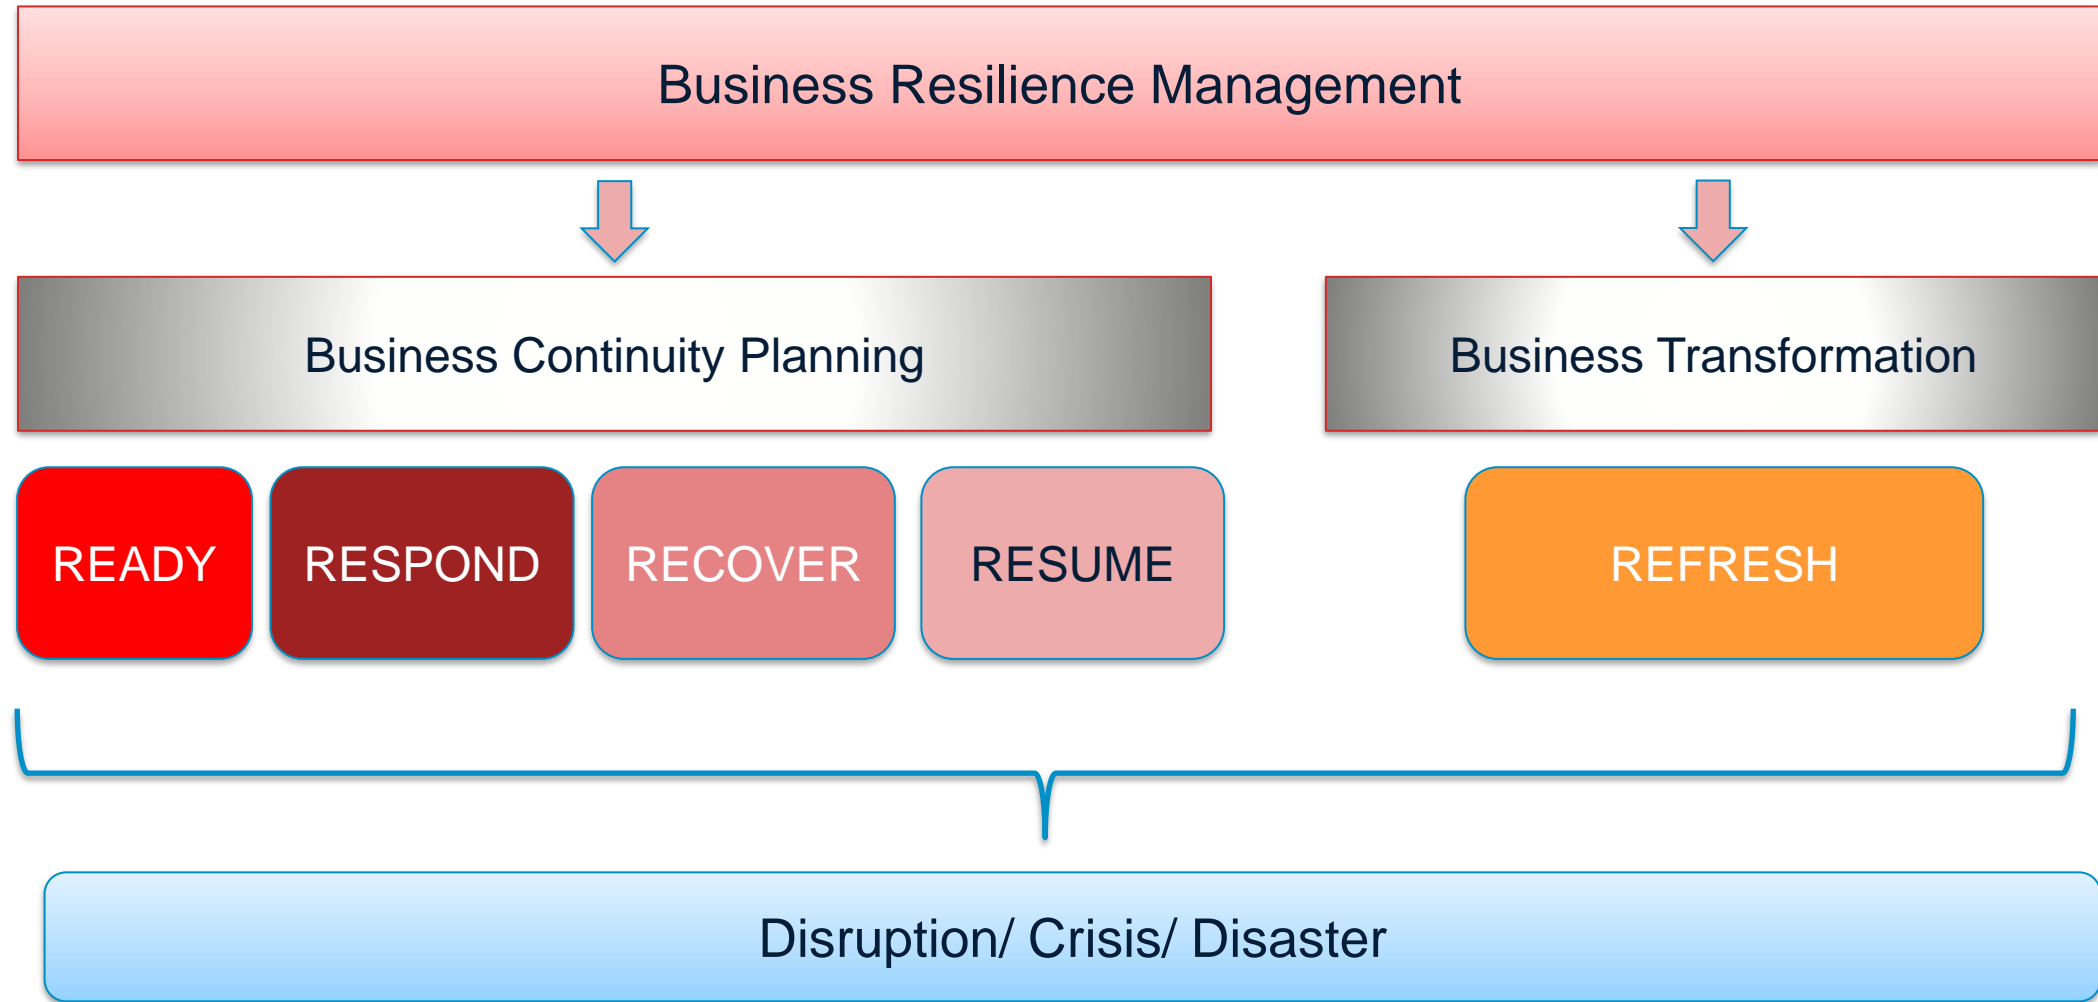 Business Resilience Management
Business Continuity Planning
Business Transformation
READY
RESPOND
RECOVER
RESUME
REFRESH
Disruption/ Crisis/ Disaster